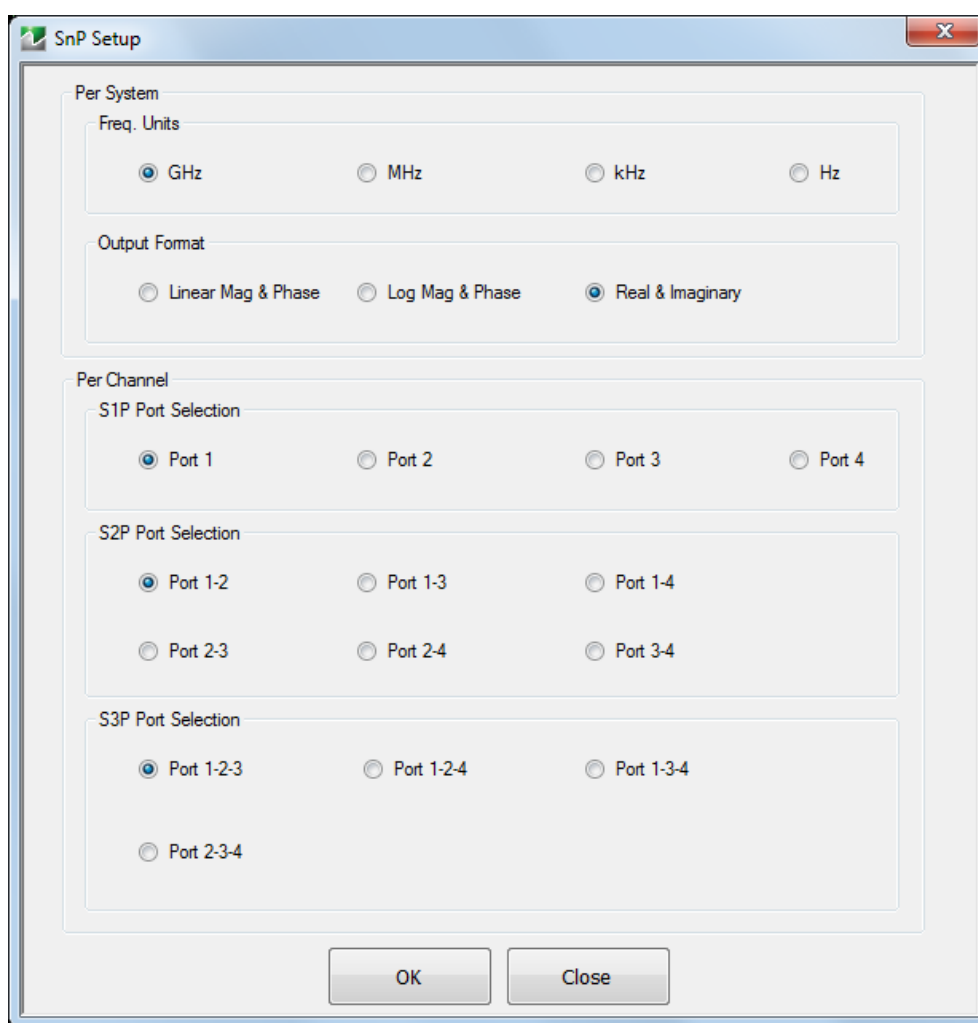 SnP Setup
Per System
Freq. Units
GHz MHz kHz Hz
Output Format
Linear Mag & Phase Log Mag & Phase Real & Imaginary
Per Channel
S1P Port Selection
Port 1 Port 2 Port 3 Port 4
S2P Port Selection
Port 1-2 Port 1-3 Port 1-4
Port 2-3 Port 2-4 Port 3-4
S3P Port Selection
Port 1-2-3 Port 1-2-4 Port 1-3-4
Port 2-3-4
OK Close